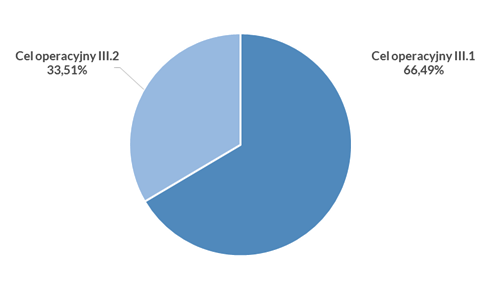 Cel operacyjny III.2
33,51%
Cel operacyjny III.1
66,49%